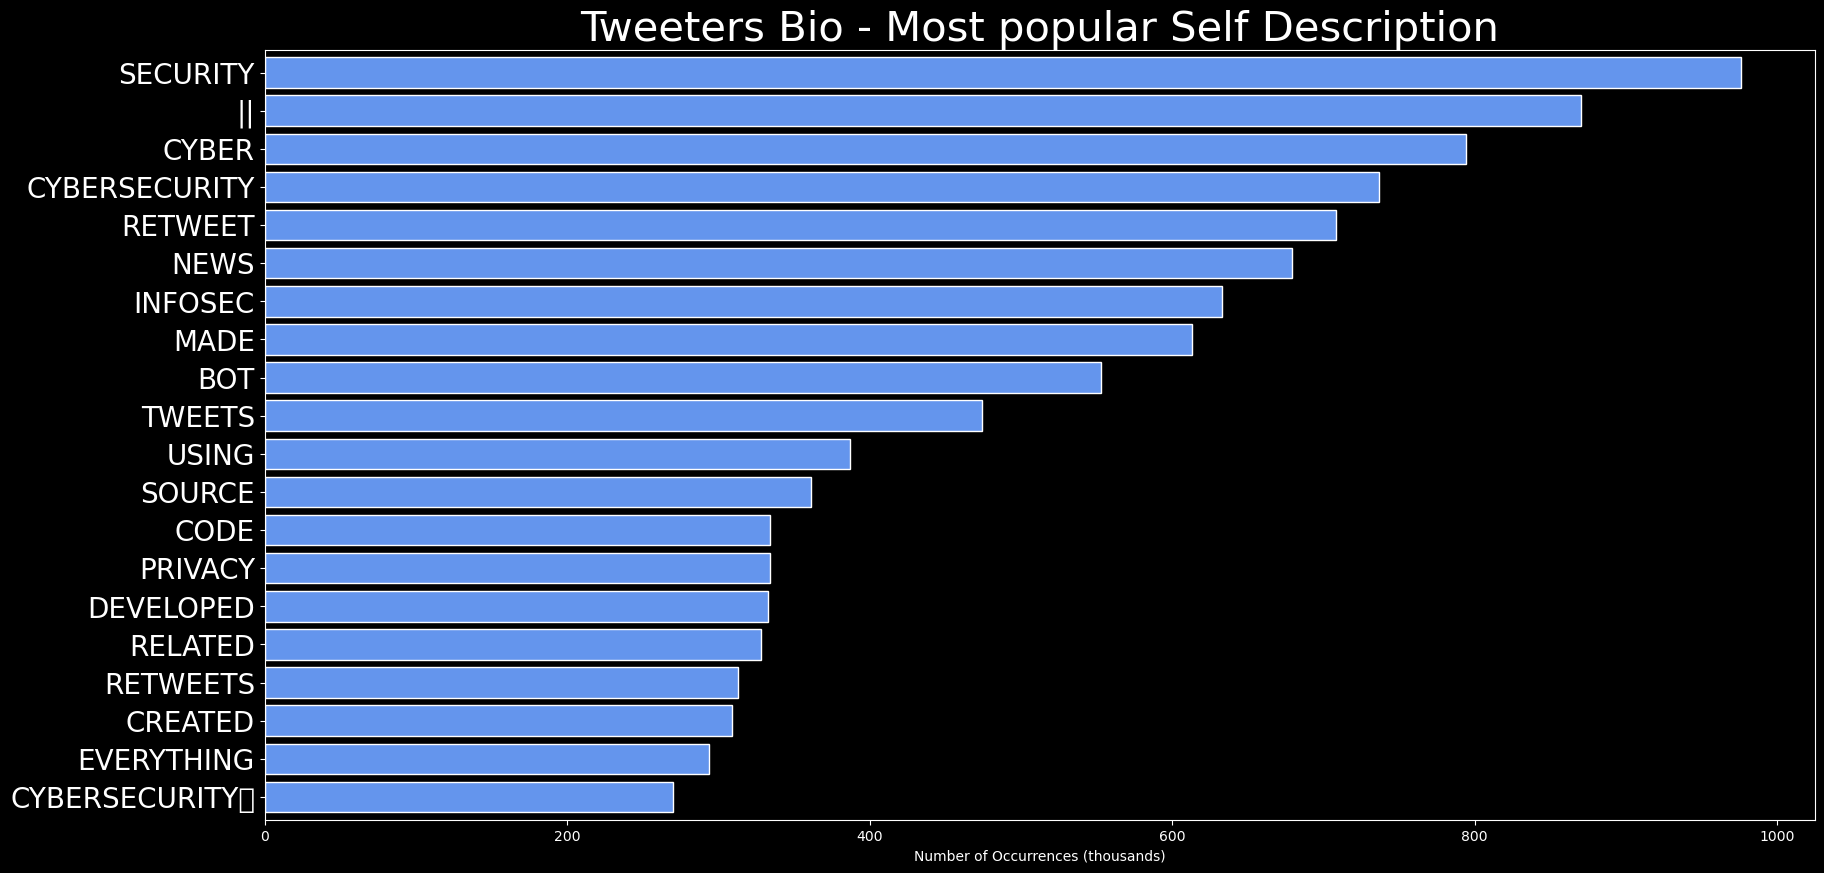 Tweeters Bio - Most popular Self Description
SECURITY
||
CYBER
CYBERSECURITY
RETWEET
NEWS
INFOSEC
MADE
BOT
TWEETS
USING
SOURCE
CODE
PRIVACY
DEVELOPED
RELATED
RETWEETS
CREATED
EVERYTHING
CYBERSECURITY▯
0 200 400 600 800 1000
Number of Occurrences (thousands)